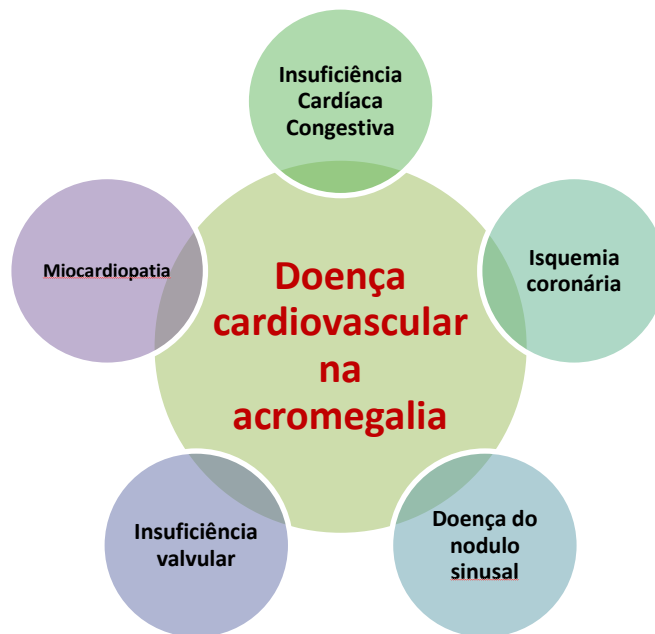 Insuficiência
Cardíaca
Congestiva
Miocardiopatia
Doença
cardiovascular
na
acromegalia
Isquemia
coronária
Insuficiência
valvular
Doença do
nodulo
sinusal